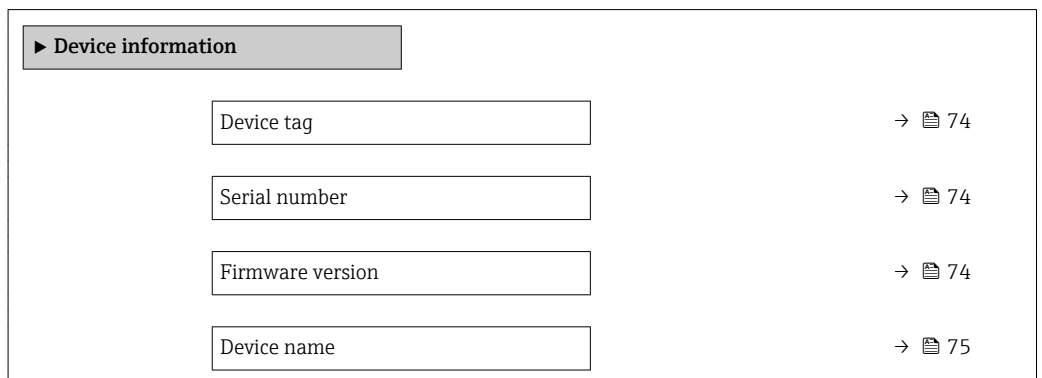 ▶ Device information
Device tag → 🖺 74
Serial number → 🖺 74
Firmware version → 🖺 74
Device name → 🖺 75